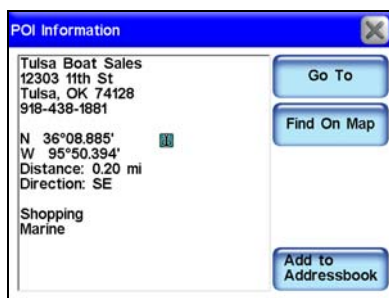 POI Information
Tulsa Boat Sales
12303 11th St
Tulsa, OK 74128
918-438-1881
N 36°08.885'
W 95°50.394'
Distance: 0.20 mi
Direction: SE
Shopping
Marine
Go To
Find On Map
Add to
Addressbook